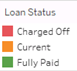 Loan Status
Charged Off
Current
Fully Paid